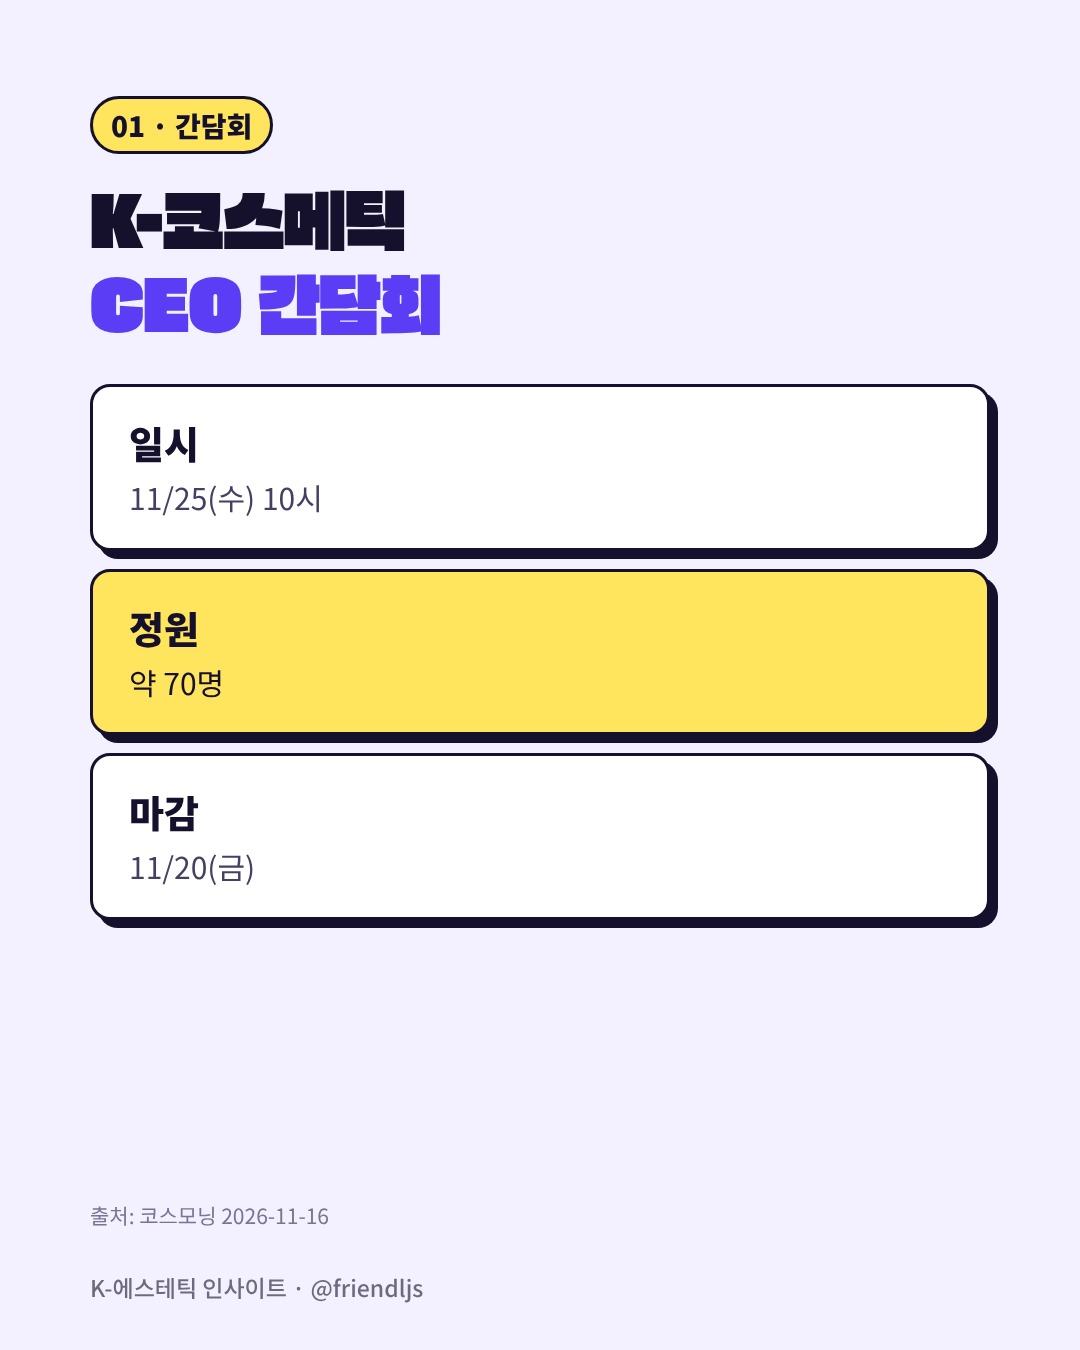 01 · 간담회
K-코스메틱
CEO 간담회
일시
11/25(수) 10시
정원
약 70명
마감
11/20(금)
출처: 코스모닝 2026-11-16
K-에스테틱 인사이트 · @friendljs